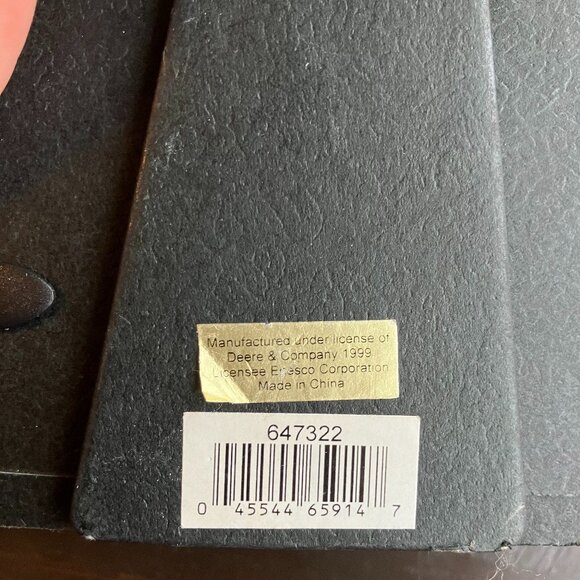 Manufactured under license of
Deere & Company 1999
Licensee Enesco Corporation
Made in China
647322
0 45544 65914 7